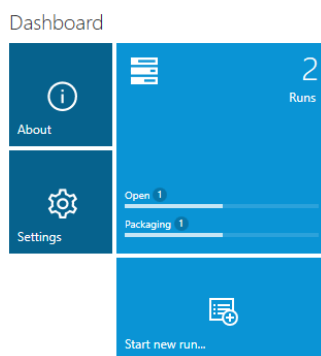 Dashboard
About
2
Runs
Open 1
Packaging 1
Settings
Start new run...